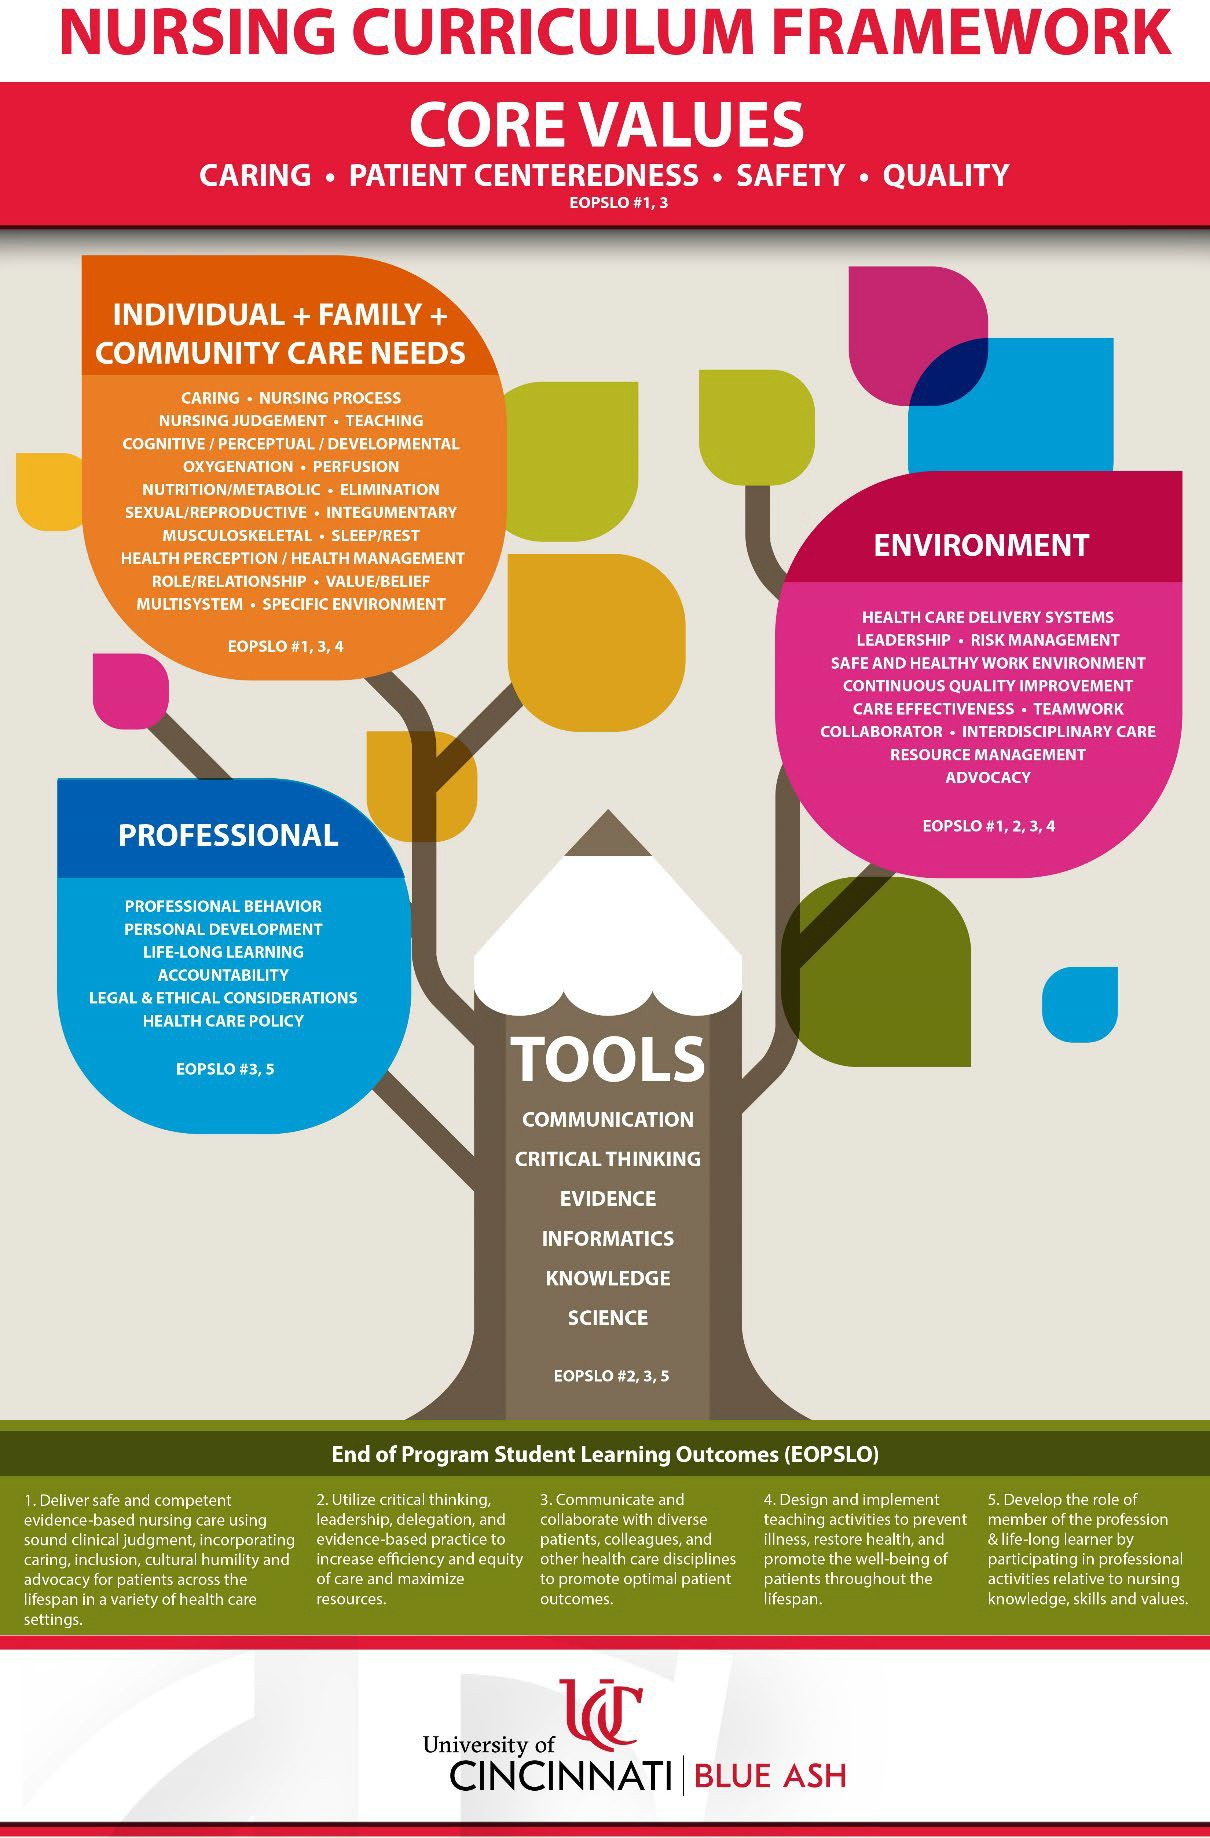 NURSING CURRICULUM FRAMEWORK
CORE VALUES
CARING • PATIENT CENTEREDNESS • SAFETY • QUALITY
EOPSLO #1, 3
INDIVIDUAL + FAMILY +
COMMUNITY CARE NEEDS
CARING • NURSING PROCESS
NURSING JUDGEMENT • TEACHING
COGNITIVE / PERCEPTUAL / DEVELOPMENTAL
OXYGENATION • PERFUSION
NUTRITION/METABOLIC • ELIMINATION
SEXUAL/REPRODUCTIVE • INTEGUMENTARY
MUSCULOSKELETAL • SLEEP/REST
HEALTH PERCEPTION / HEALTH MANAGEMENT
ROLE/RELATIONSHIP • VALUE/BELIEF
MULTISYSTEM • SPECIFIC ENVIRONMENT
EOPSLO #1, 3, 4
ENVIRONMENT
HEALTH CARE DELIVERY SYSTEMS
LEADERSHIP • RISK MANAGEMENT
SAFE AND HEALTHY WORK ENVIRONMENT
CONTINUOUS QUALITY IMPROVEMENT
CARE EFFECTIVENESS • TEAMWORK
COLLABORATOR • INTERDISCIPLINARY CARE
RESOURCE MANAGEMENT
ADVOCACY
EOPSLO #1, 2, 3, 4
PROFESSIONAL
PROFESSIONAL BEHAVIOR
PERSONAL DEVELOPMENT
LIFE-LONG LEARNING
ACCOUNTABILITY
LEGAL & ETHICAL CONSIDERATIONS
HEALTH CARE POLICY
EOPSLO #3, 5
TOOLS
COMMUNICATION
CRITICAL THINKING
EVIDENCE
INFORMATICS
KNOWLEDGE
SCIENCE
EOPSLO #2, 3, 5
End of Program Student Learning Outcomes (EOPSLO)
1. Deliver safe and competent
evidence-based nursing care using
sound clinical judgment, incorporating
caring, inclusion, cultural humility and
advocacy for patients across the
lifespan in a variety of health care
settings.
2. Utilize critical thinking,
leadership, delegation, and
evidence-based practice to
increase efficiency and equity
of care and maximize
resources.
3. Communicate and
collaborate with diverse
patients, colleagues, and
other health care disciplines
to promote optimal patient
outcomes.
4. Design and implement
teaching activities to prevent
illness, restore health, and
promote the well-being of
patients throughout the
lifespan.
5. Develop the role of
member of the profession
& life-long learner by
participating in professional
activities relative to nursing
knowledge, skills and values.
UC
University of
CINCINNATI | BLUE ASH